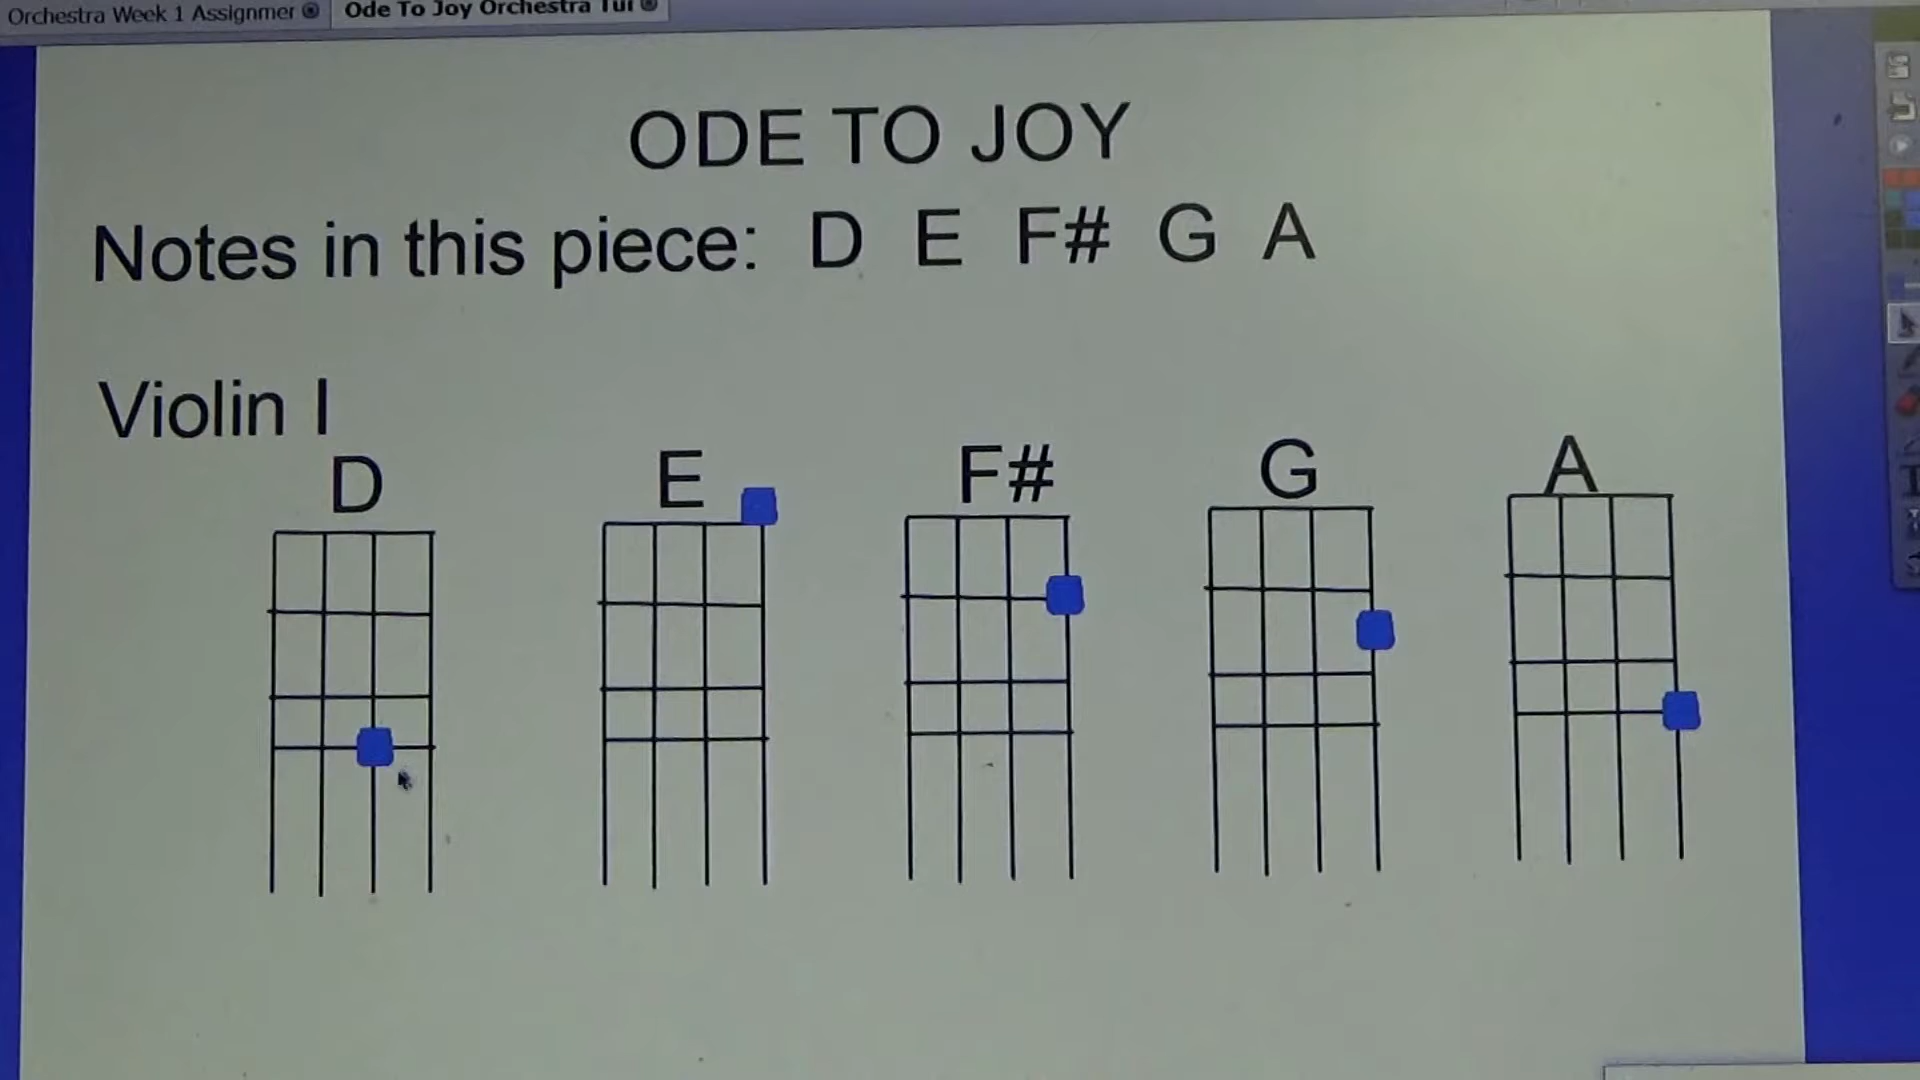 Orchestra Week 1 Assignmer
Ode To Joy Orchestra Tut
ODE TO JOY
Notes in this piece: D E F# G A
Violin I
D E F# G A